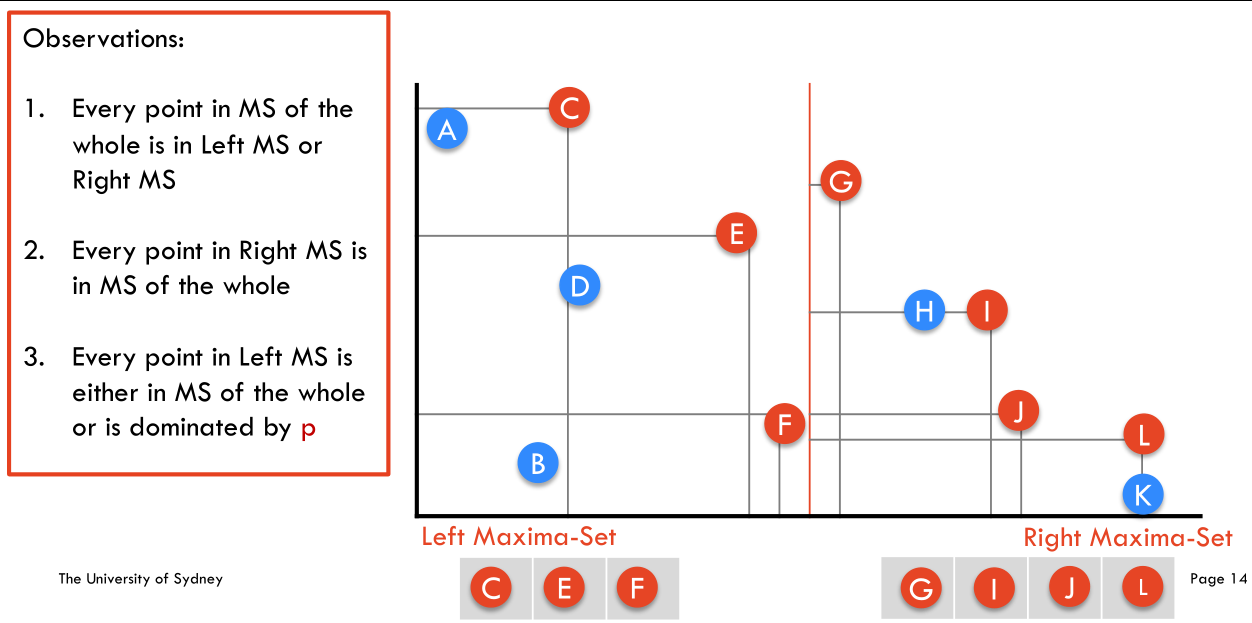 Observations:
1. Every point in MS of the
whole is in Left MS or
Right MS
2. Every point in Right MS is
in MS of the whole
3. Every point in Left MS is
either in MS of the whole
or is dominated by p
C
A
G
E
D
H
I
J
F
L
B
K
Left Maxima-Set
Right Maxima-Set
The University of Sydney
C E F
G I J L
Page 14